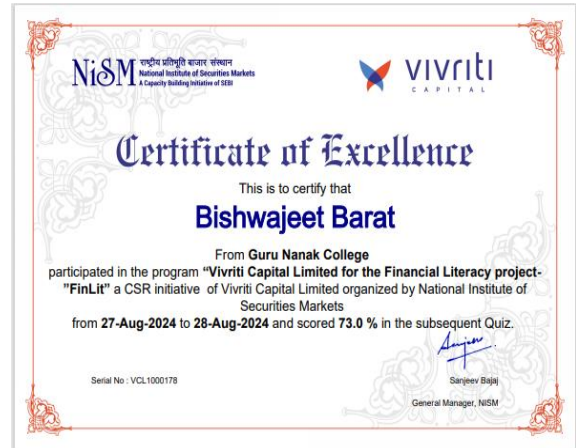 NiSM राष्ट्रीय प्रतिभूति बाजार संस्थान
National Institute of Securities Markets
A Capacity Building Initiative of SEBI
VIVRITI
CAPITAL
Certificate of Excellence
This is to certify that
Bishwajeet Barat
From Guru Nanak College
participated in the program “Vivriti Capital Limited for the Financial Literacy project-
"FinLit” a CSR initiative of Vivriti Capital Limited organized by National Institute of
Securities Markets
from 27-Aug-2024 to 28-Aug-2024 and scored 73.0 % in the subsequent Quiz.
Sanjeev
Serial No : VCL1000178
Sanjeev Bajaj
General Manager, NISM